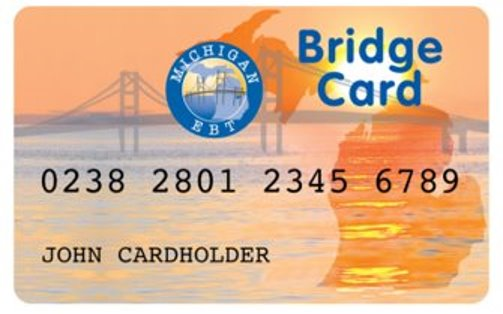 MICHIGAN
EBT
Bridge
Card
0238 2801 2345 6789
JOHN CARDHOLDER